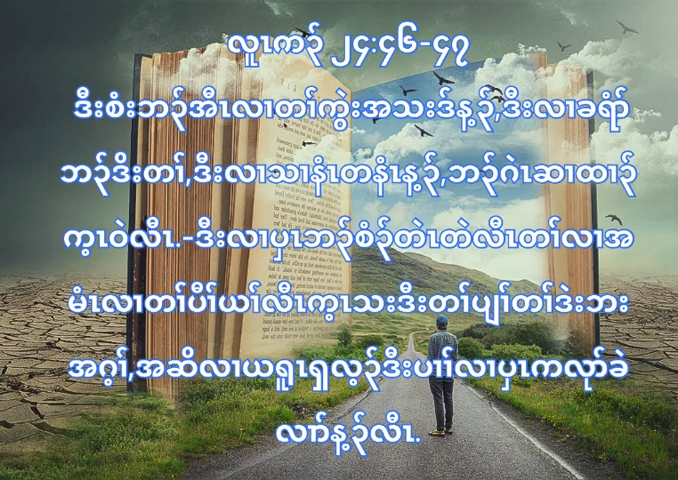 လူၤကၣ် ၂၄:၄၆-၄၇
ဒီးစံးဘၣ်အီၤလၢတၢ်ကွဲးအသးဒ်န့ၣ်,ဒီးလၢခရံာ်
ဘၣ်ဒိးတၢ်,ဒီးလၢသၢနံၤတနံၤန့ၣ်,ဘၣ်ဂဲၤဆၢထၢၣ်
က့ၤဝဲလီၤ.-ဒီးလၢပှၤဘၣ်စံၣ်တဲၤတဲလီၤတၢ်လၢအ
မံၤလၢတၢ်ပီာ်ယၢ်လီၤက့ၤသးဒီးတၢ်ပျၢ်တၢ်ဒဲးဘး
အဂ့ၢ်,အဆိလၢယရူၤရှလ့ၣ်ဒီးပၢၢ်လၢပှၤကလုာ်ခဲ
လၢာ်န့ၣ်လီၤ.